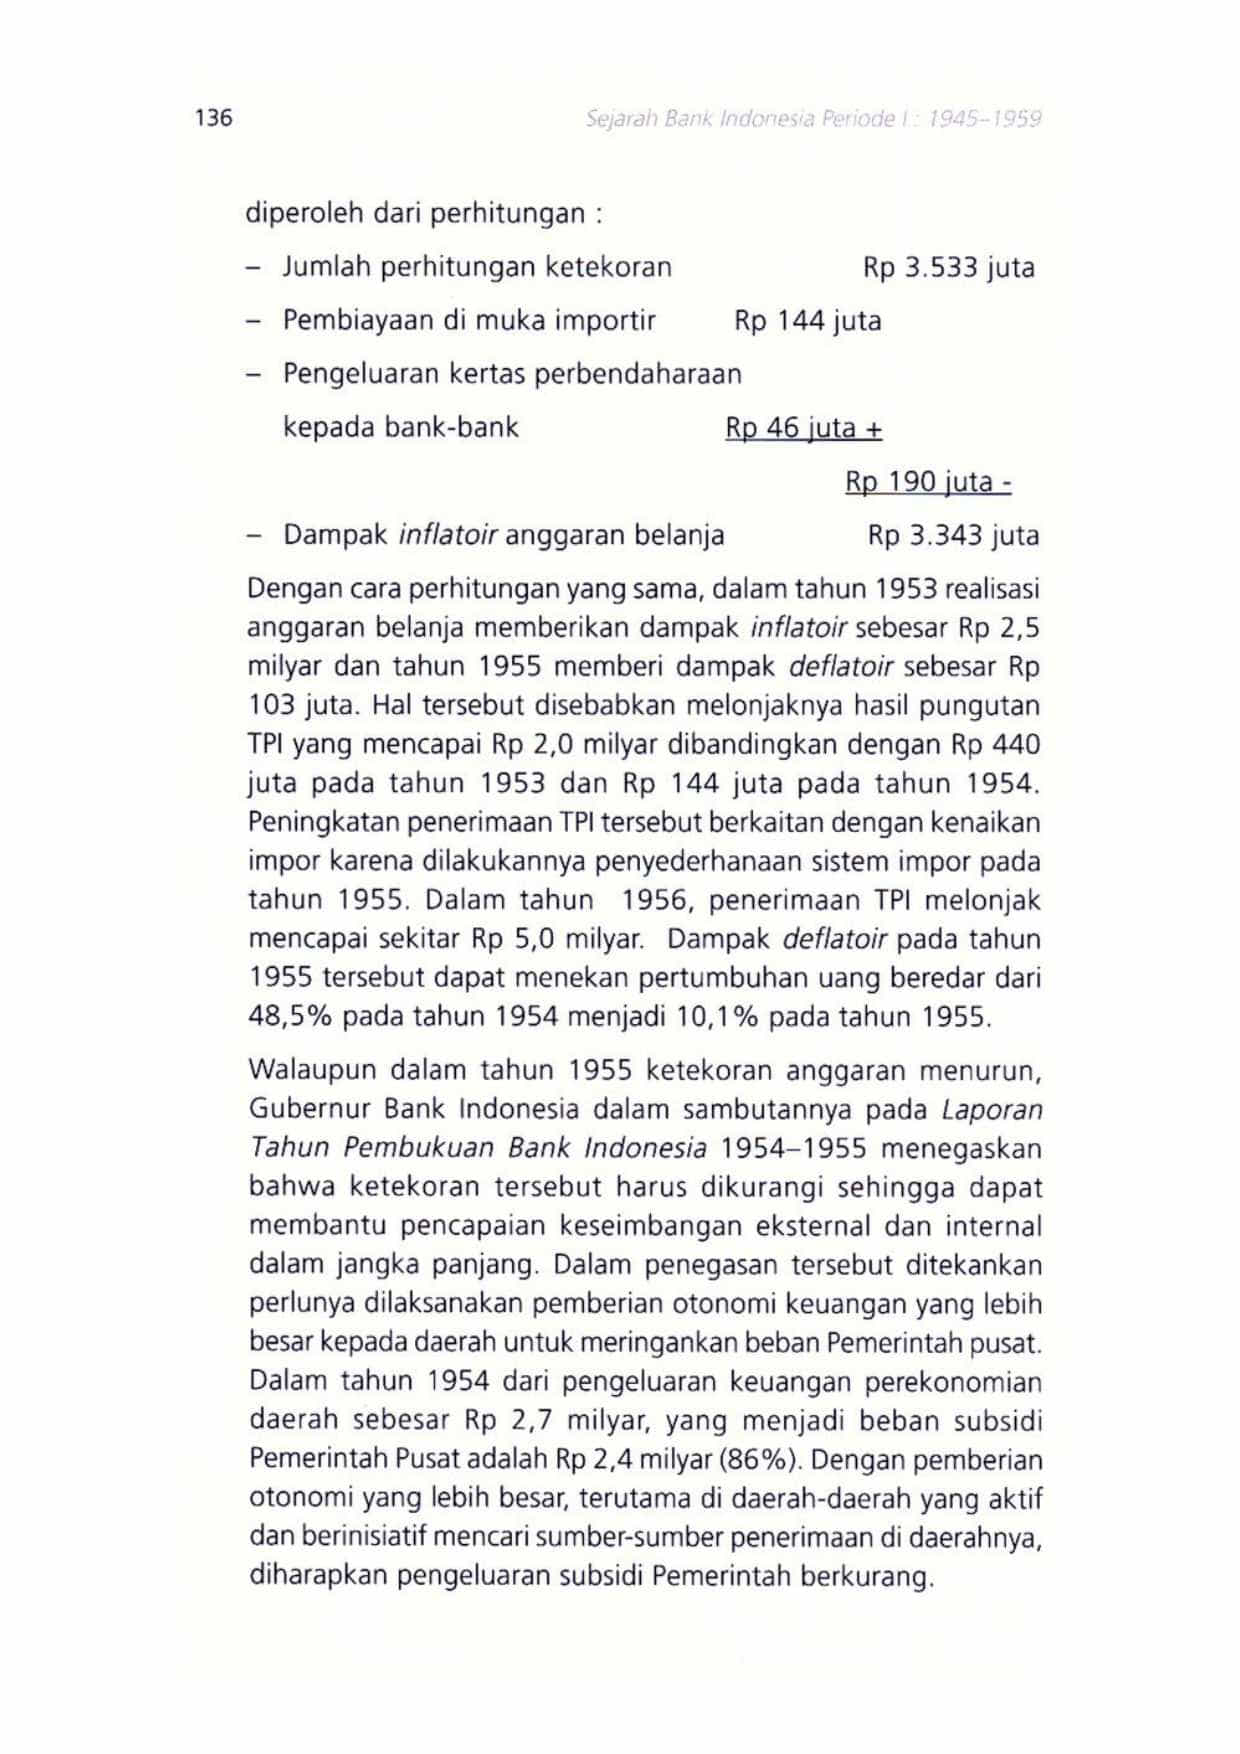 136
Sejarah Bank Indonesia Periode I : 1945–1959
diperoleh dari perhitungan :
– Jumlah perhitungan ketekoran Rp 3.533 juta
– Pembiayaan di muka importir Rp 144 juta
– Pengeluaran kertas perbendaharaan
kepada bank-bank Rp 46 juta +
Rp 190 juta -
– Dampak inflatoir anggaran belanja Rp 3.343 juta
Dengan cara perhitungan yang sama, dalam tahun 1953 realisasi
anggaran belanja memberikan dampak inflatoir sebesar Rp 2,5
milyar dan tahun 1955 memberi dampak deflatoir sebesar Rp
103 juta. Hal tersebut disebabkan melonjaknya hasil pungutan
TPI yang mencapai Rp 2,0 milyar dibandingkan dengan Rp 440
juta pada tahun 1953 dan Rp 144 juta pada tahun 1954.
Peningkatan penerimaan TPI tersebut berkaitan dengan kenaikan
impor karena dilakukannya penyederhanaan sistem impor pada
tahun 1955. Dalam tahun 1956, penerimaan TPI melonjak
mencapai sekitar Rp 5,0 milyar. Dampak deflatoir pada tahun
1955 tersebut dapat menekan pertumbuhan uang beredar dari
48,5% pada tahun 1954 menjadi 10,1% pada tahun 1955.
Walaupun dalam tahun 1955 ketekoran anggaran menurun,
Gubernur Bank Indonesia dalam sambutannya pada Laporan
Tahun Pembukuan Bank Indonesia 1954–1955 menegaskan
bahwa ketekoran tersebut harus dikurangi sehingga dapat
membantu pencapaian keseimbangan eksternal dan internal
dalam jangka panjang. Dalam penegasan tersebut ditekankan
perlunya dilaksanakan pemberian otonomi keuangan yang lebih
besar kepada daerah untuk meringankan beban Pemerintah pusat.
Dalam tahun 1954 dari pengeluaran keuangan perekonomian
daerah sebesar Rp 2,7 milyar, yang menjadi beban subsidi
Pemerintah Pusat adalah Rp 2,4 milyar (86%). Dengan pemberian
otonomi yang lebih besar, terutama di daerah-daerah yang aktif
dan berinisiatif mencari sumber-sumber penerimaan di daerahnya,
diharapkan pengeluaran subsidi Pemerintah berkurang.